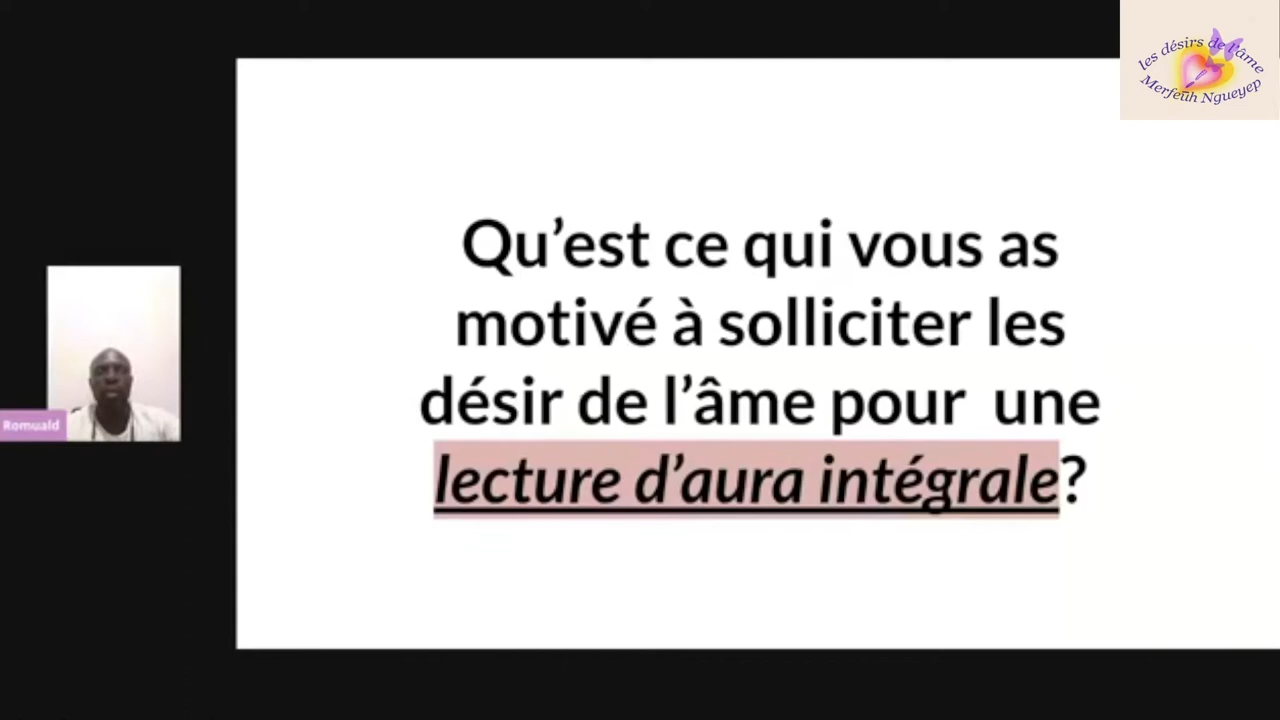 les désirs de l'âme
Merfeuh Ngueyep
Qu’est ce qui vous as
motivé à solliciter les
désir de l’âme pour  une
lecture d’aura intégrale?
Romuald